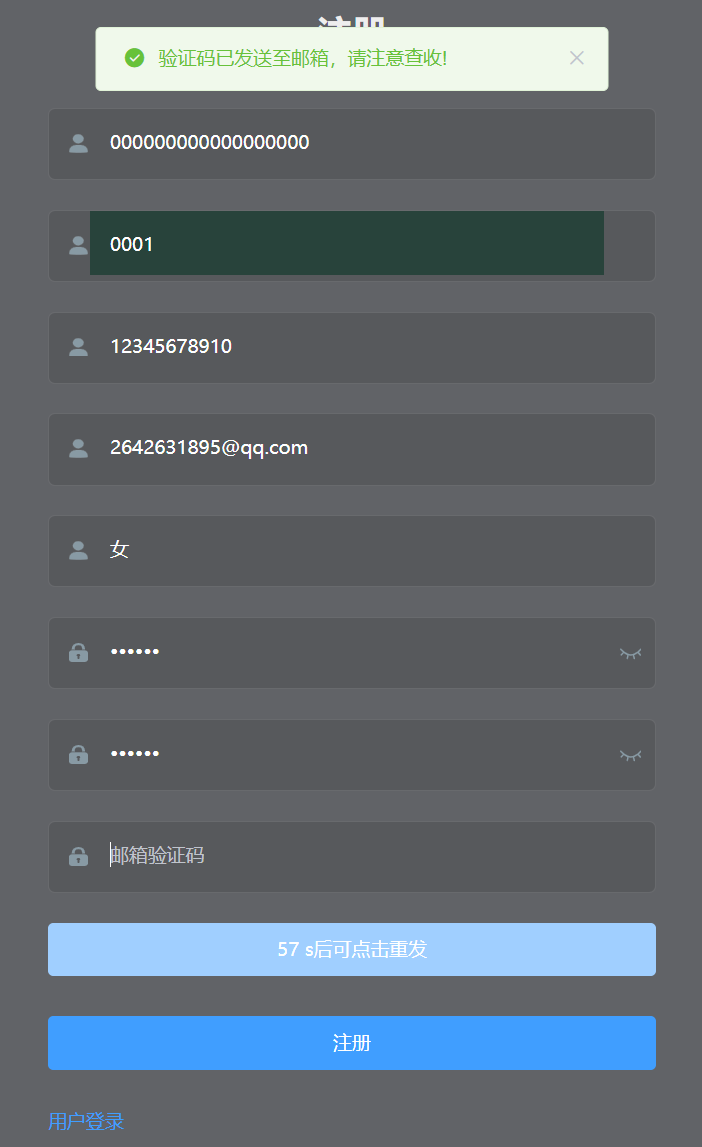 注册
验证码已发送至邮箱，请注意查收!
000000000000000000
0001
12345678910
2642631895@qq.com
女
••••••
••••••
邮箱验证码
57 s后可点击重发
注册
用户登录